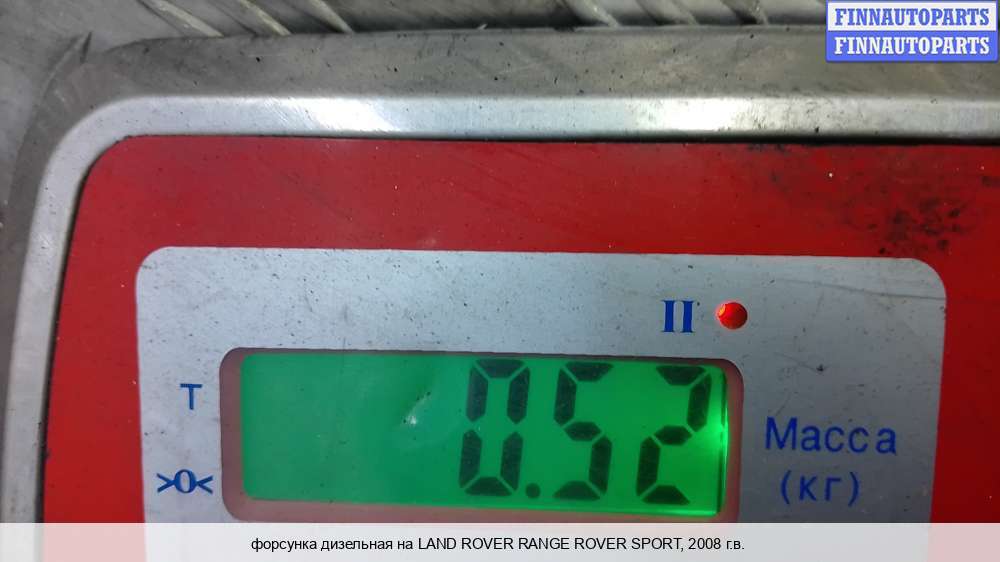 FINNAUTOPARTS
FINNAUTOPARTS
II
T
0.52
Масса
>0<
(кг)
форсунка дизельная на LAND ROVER RANGE ROVER SPORT, 2008 г.в.